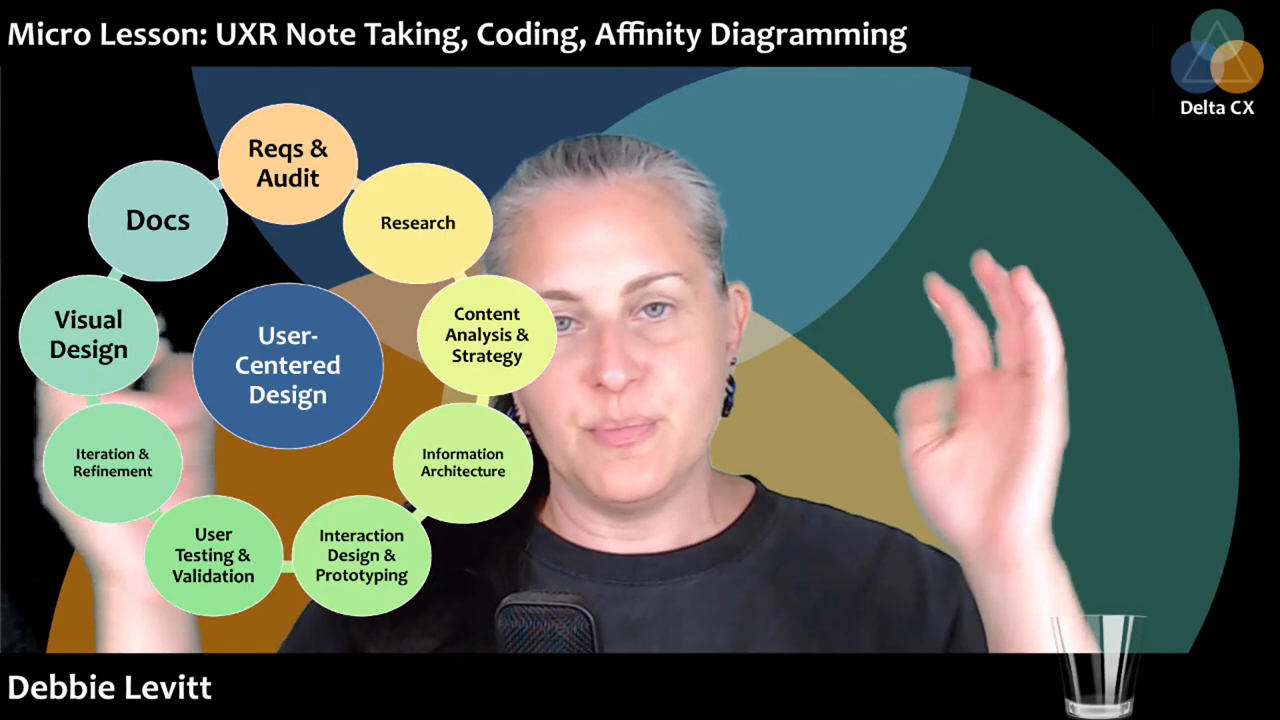 Micro Lesson: UXR Note Taking, Coding, Affinity Diagramming
Delta CX
Reqs &
Audit
Research
Content
Analysis &
Strategy
Information
Architecture
Interaction
Design &
Prototyping
User
Testing &
Validation
Iteration &
Refinement
Visual
Design
Docs
User-
Centered
Design
Debbie Levitt